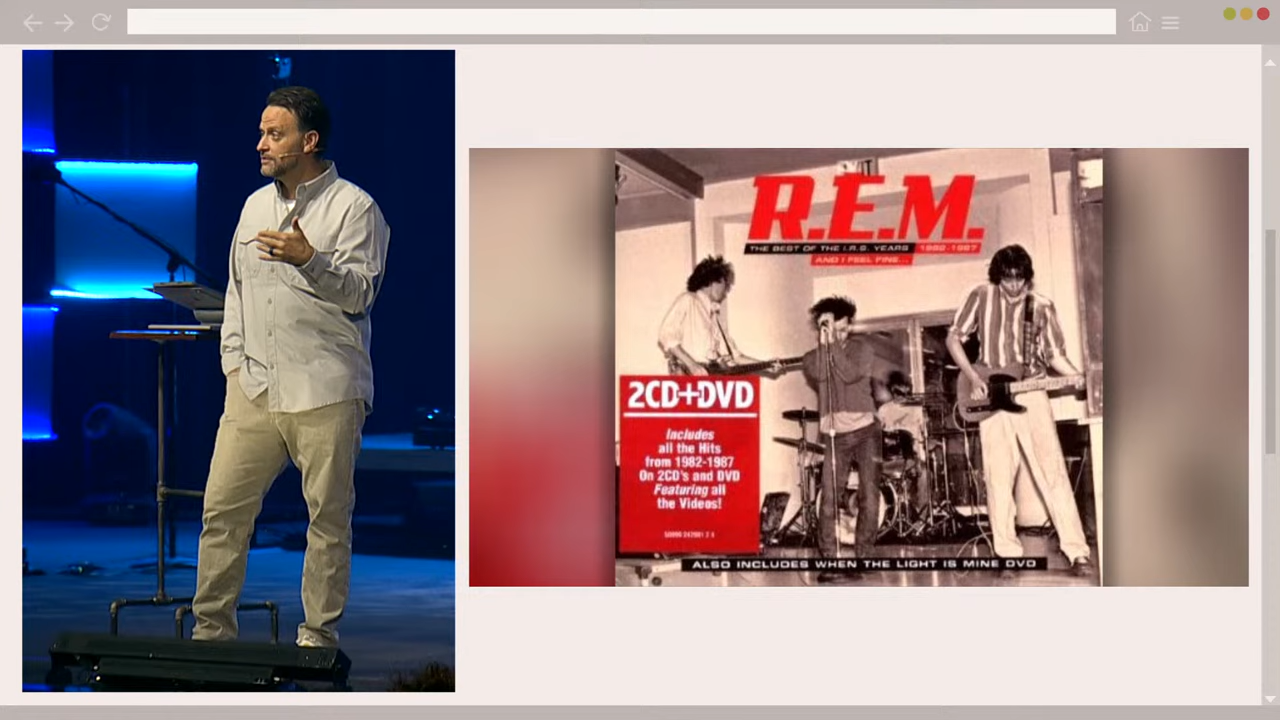 R.E.M.
THE BEST OF THE I.R.S. YEARS 1982-1987
AND I FEEL FINE...
2CD+DVD
Includes
all the Hits
from 1982-1987
On 2CD's and DVD
Featuring all
the Videos!
ALSO INCLUDES WHEN THE LIGHT IS MINE DVD